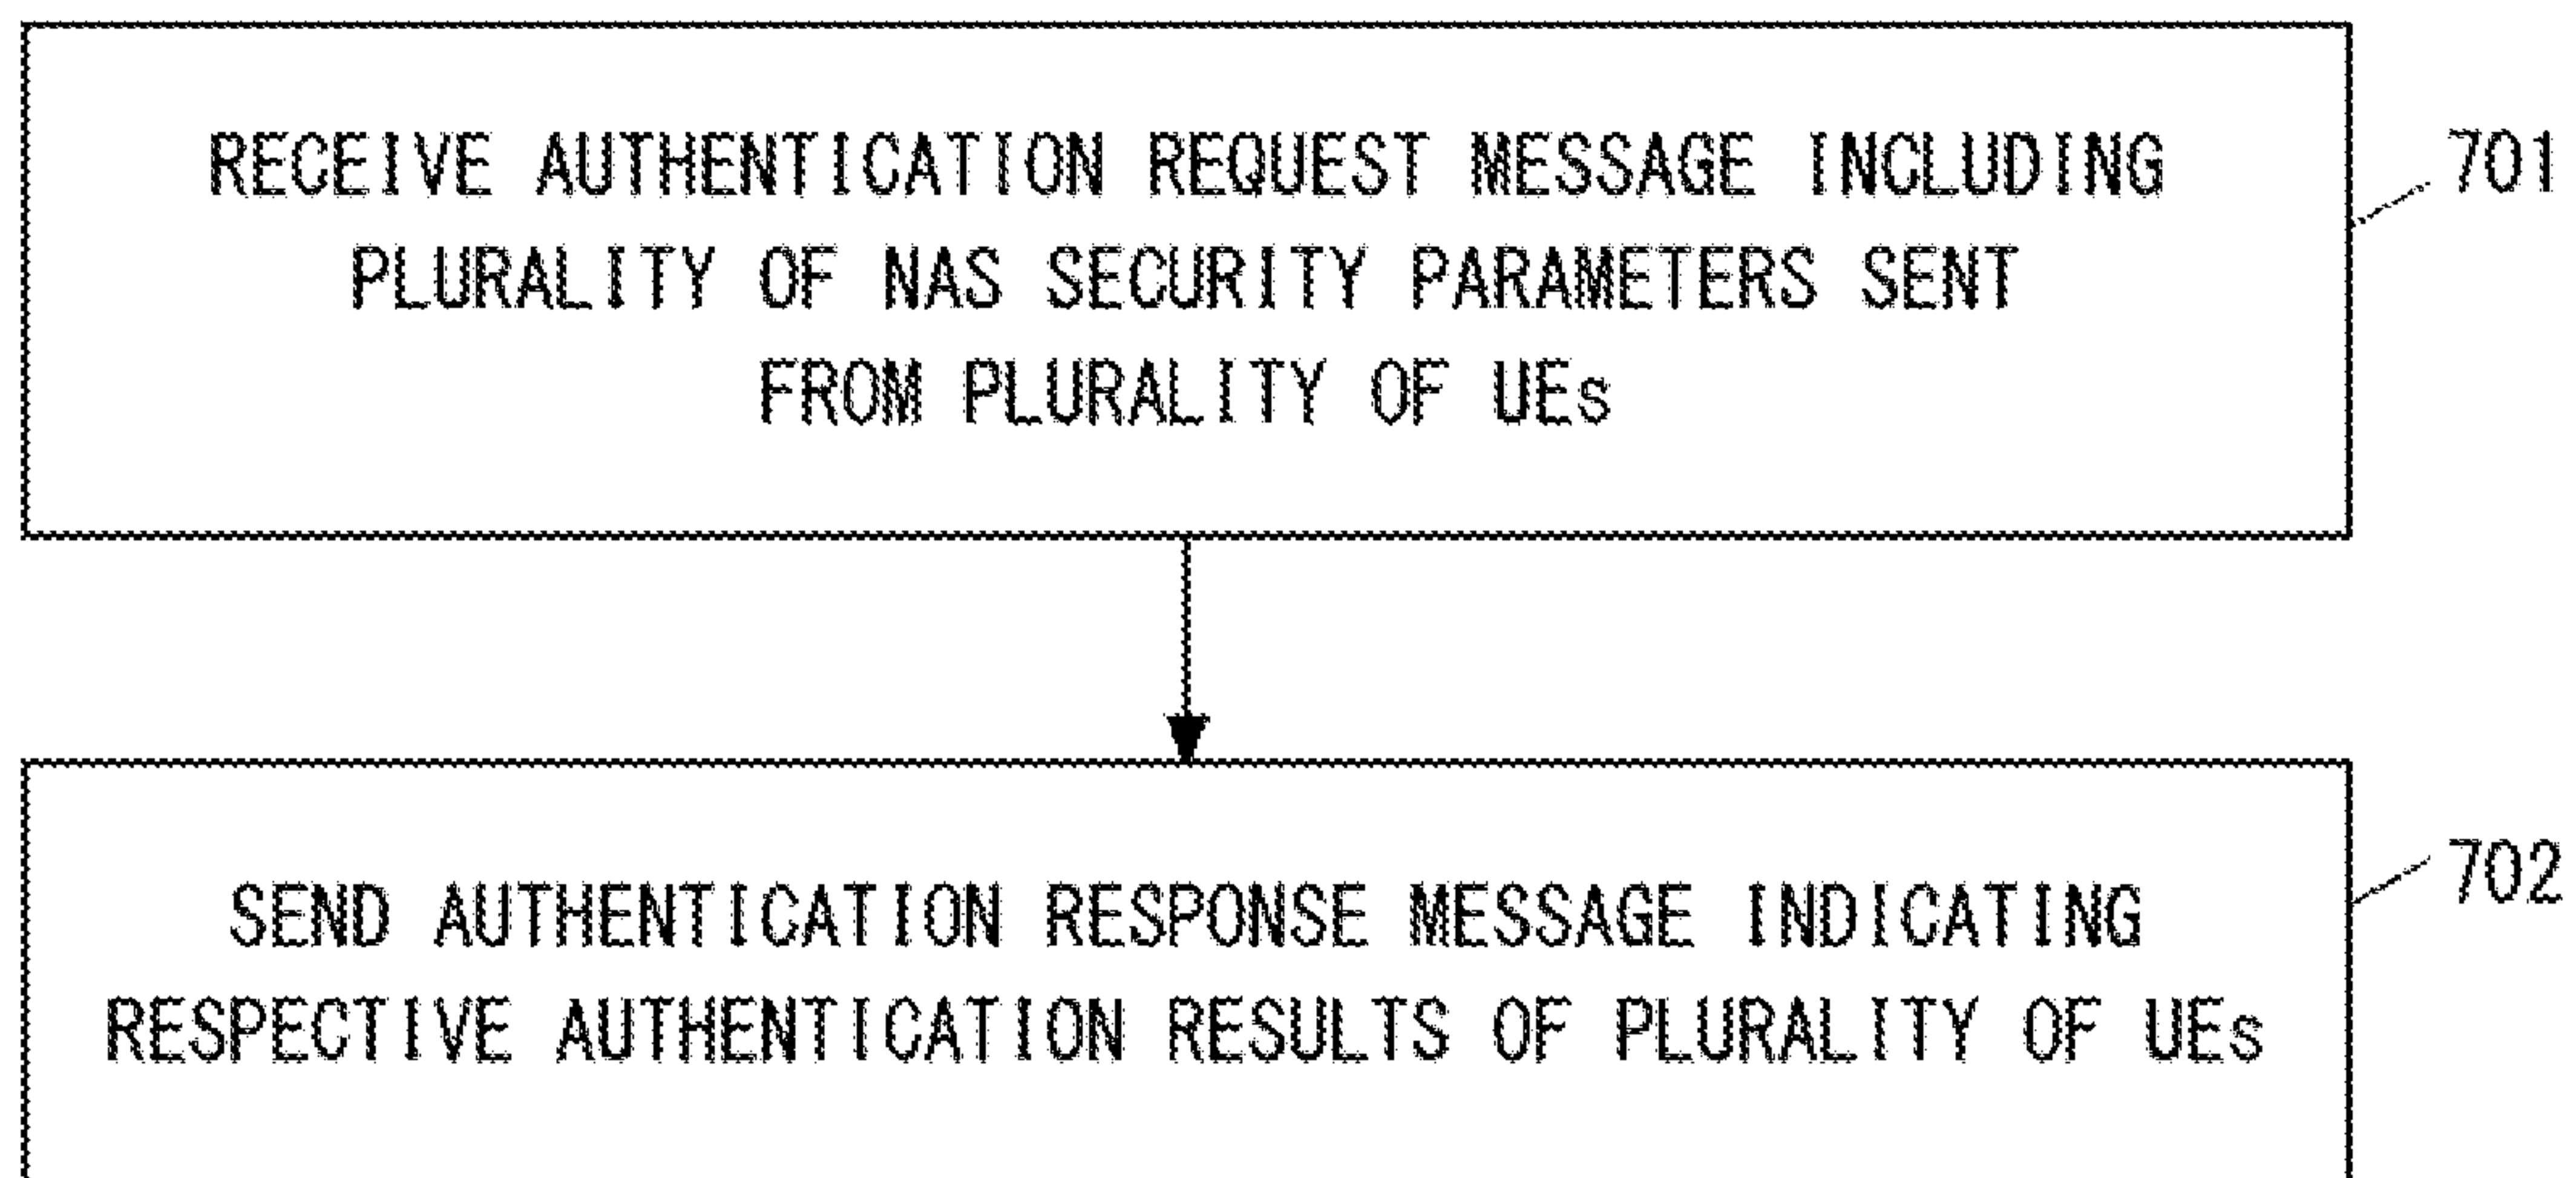 RECEIVE AUTHENTICATION REQUEST MESSAGE INCLUDING
PLURALITY OF NAS SECURITY PARAMETERS SENT
FROM PLURALITY OF UEs
701
SEND AUTHENTICATION RESPONSE MESSAGE INDICATING
RESPECTIVE AUTHENTICATION RESULTS OF PLURALITY OF UEs
702